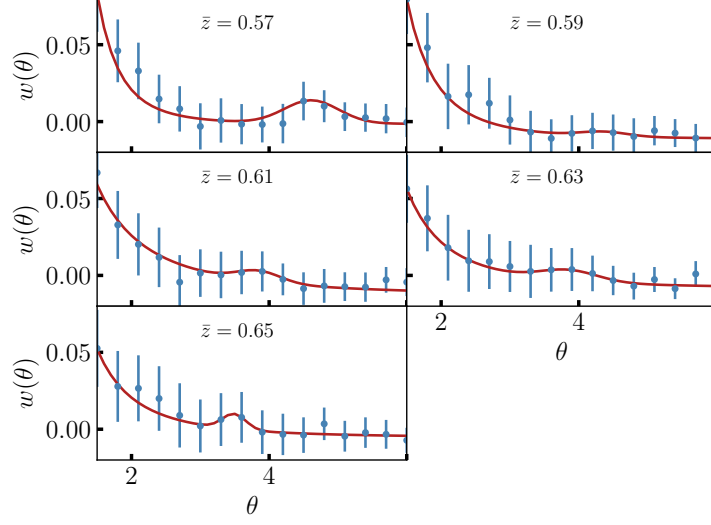 z̄ = 0.57
z̄ = 0.59
0.05
0.00
w(θ)
z̄ = 0.61
z̄ = 0.63
0.05
0.00
w(θ)
2
4
θ
z̄ = 0.65
0.05
0.00
w(θ)
2
4
θ